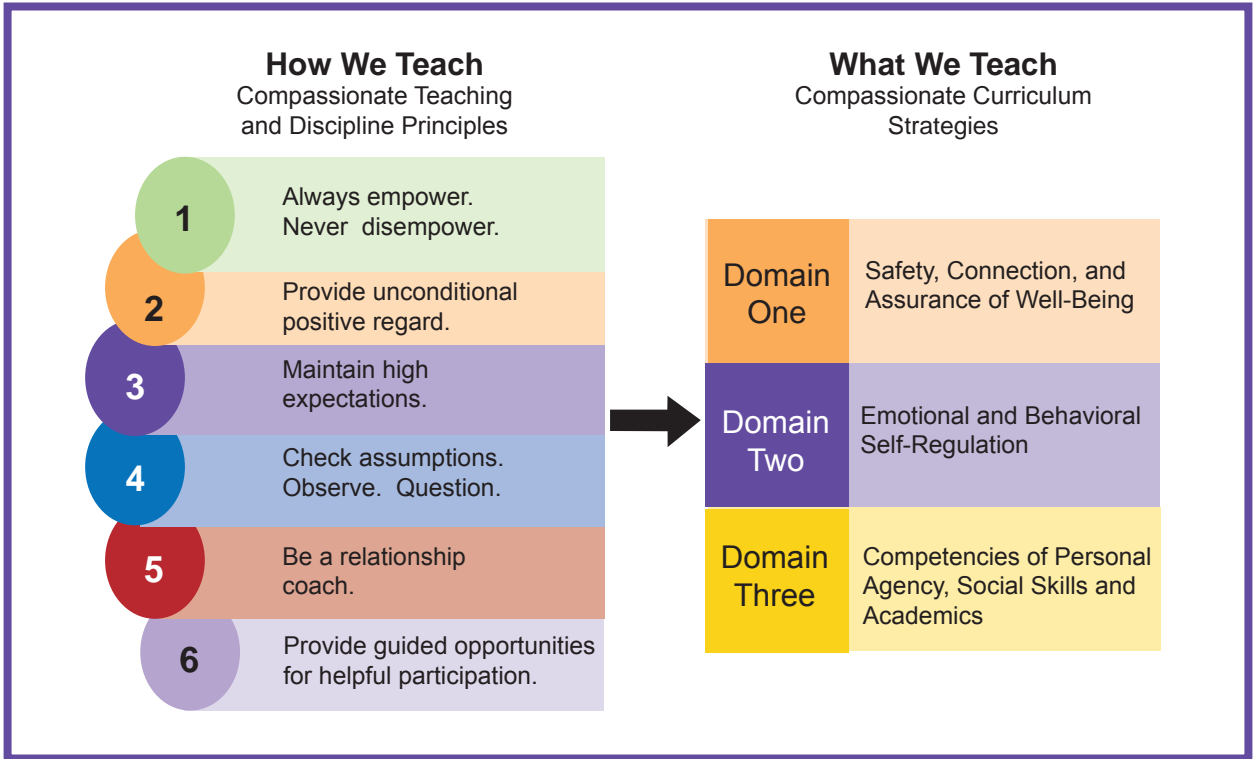 How We Teach
Compassionate Teaching
and Discipline Principles
1
Always empower.
Never disempower.
2
Provide unconditional
positive regard.
3
Maintain high
expectations.
4
Check assumptions.
Observe. Question.
5
Be a relationship
coach.
6
Provide guided opportunities
for helpful participation.
What We Teach
Compassionate Curriculum
Strategies
Domain
One
Safety, Connection, and
Assurance of Well-Being
Domain
Two
Emotional and Behavioral
Self-Regulation
Domain
Three
Competencies of Personal
Agency, Social Skills and
Academics